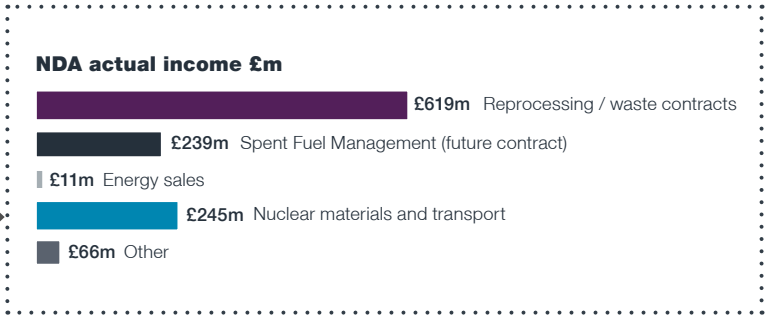 NDA actual income £m
£619m Reprocessing / waste contracts
£239m Spent Fuel Management (future contract)
£11m Energy sales
£245m Nuclear materials and transport
£66m Other